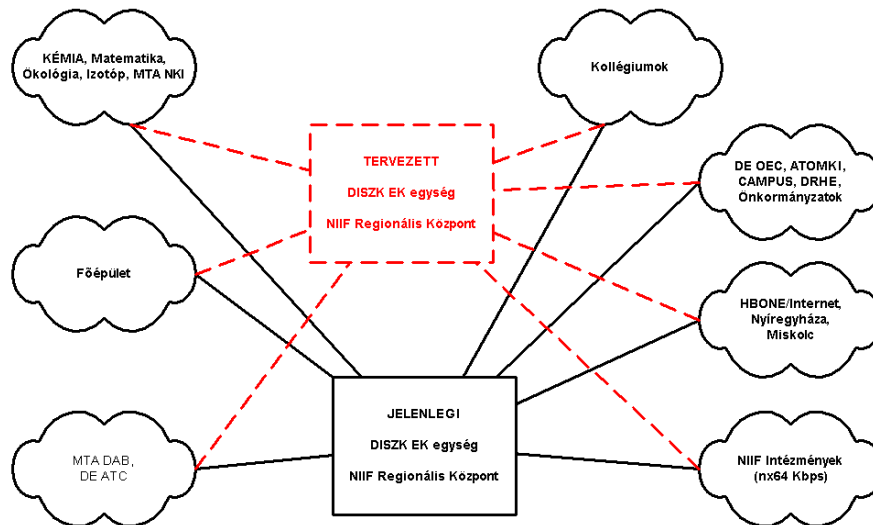 KÉMIA, Matematika,
Ökológia, Izotóp, MTA NKI
Kollégiumok
TERVEZETT
DISZK EK egység
NIIF Regionális Központ
DE OEC, ATOMKI,
CAMPUS, DRHE,
Önkormányzatok
Főépület
HBONE/Internet,
Nyíregyháza,
Miskolc
JELENLEGI
DISZK EK egység
NIIF Regionális Központ
MTA DAB,
DE ATC
NIIF Intézmények
(nx64 Kbps)